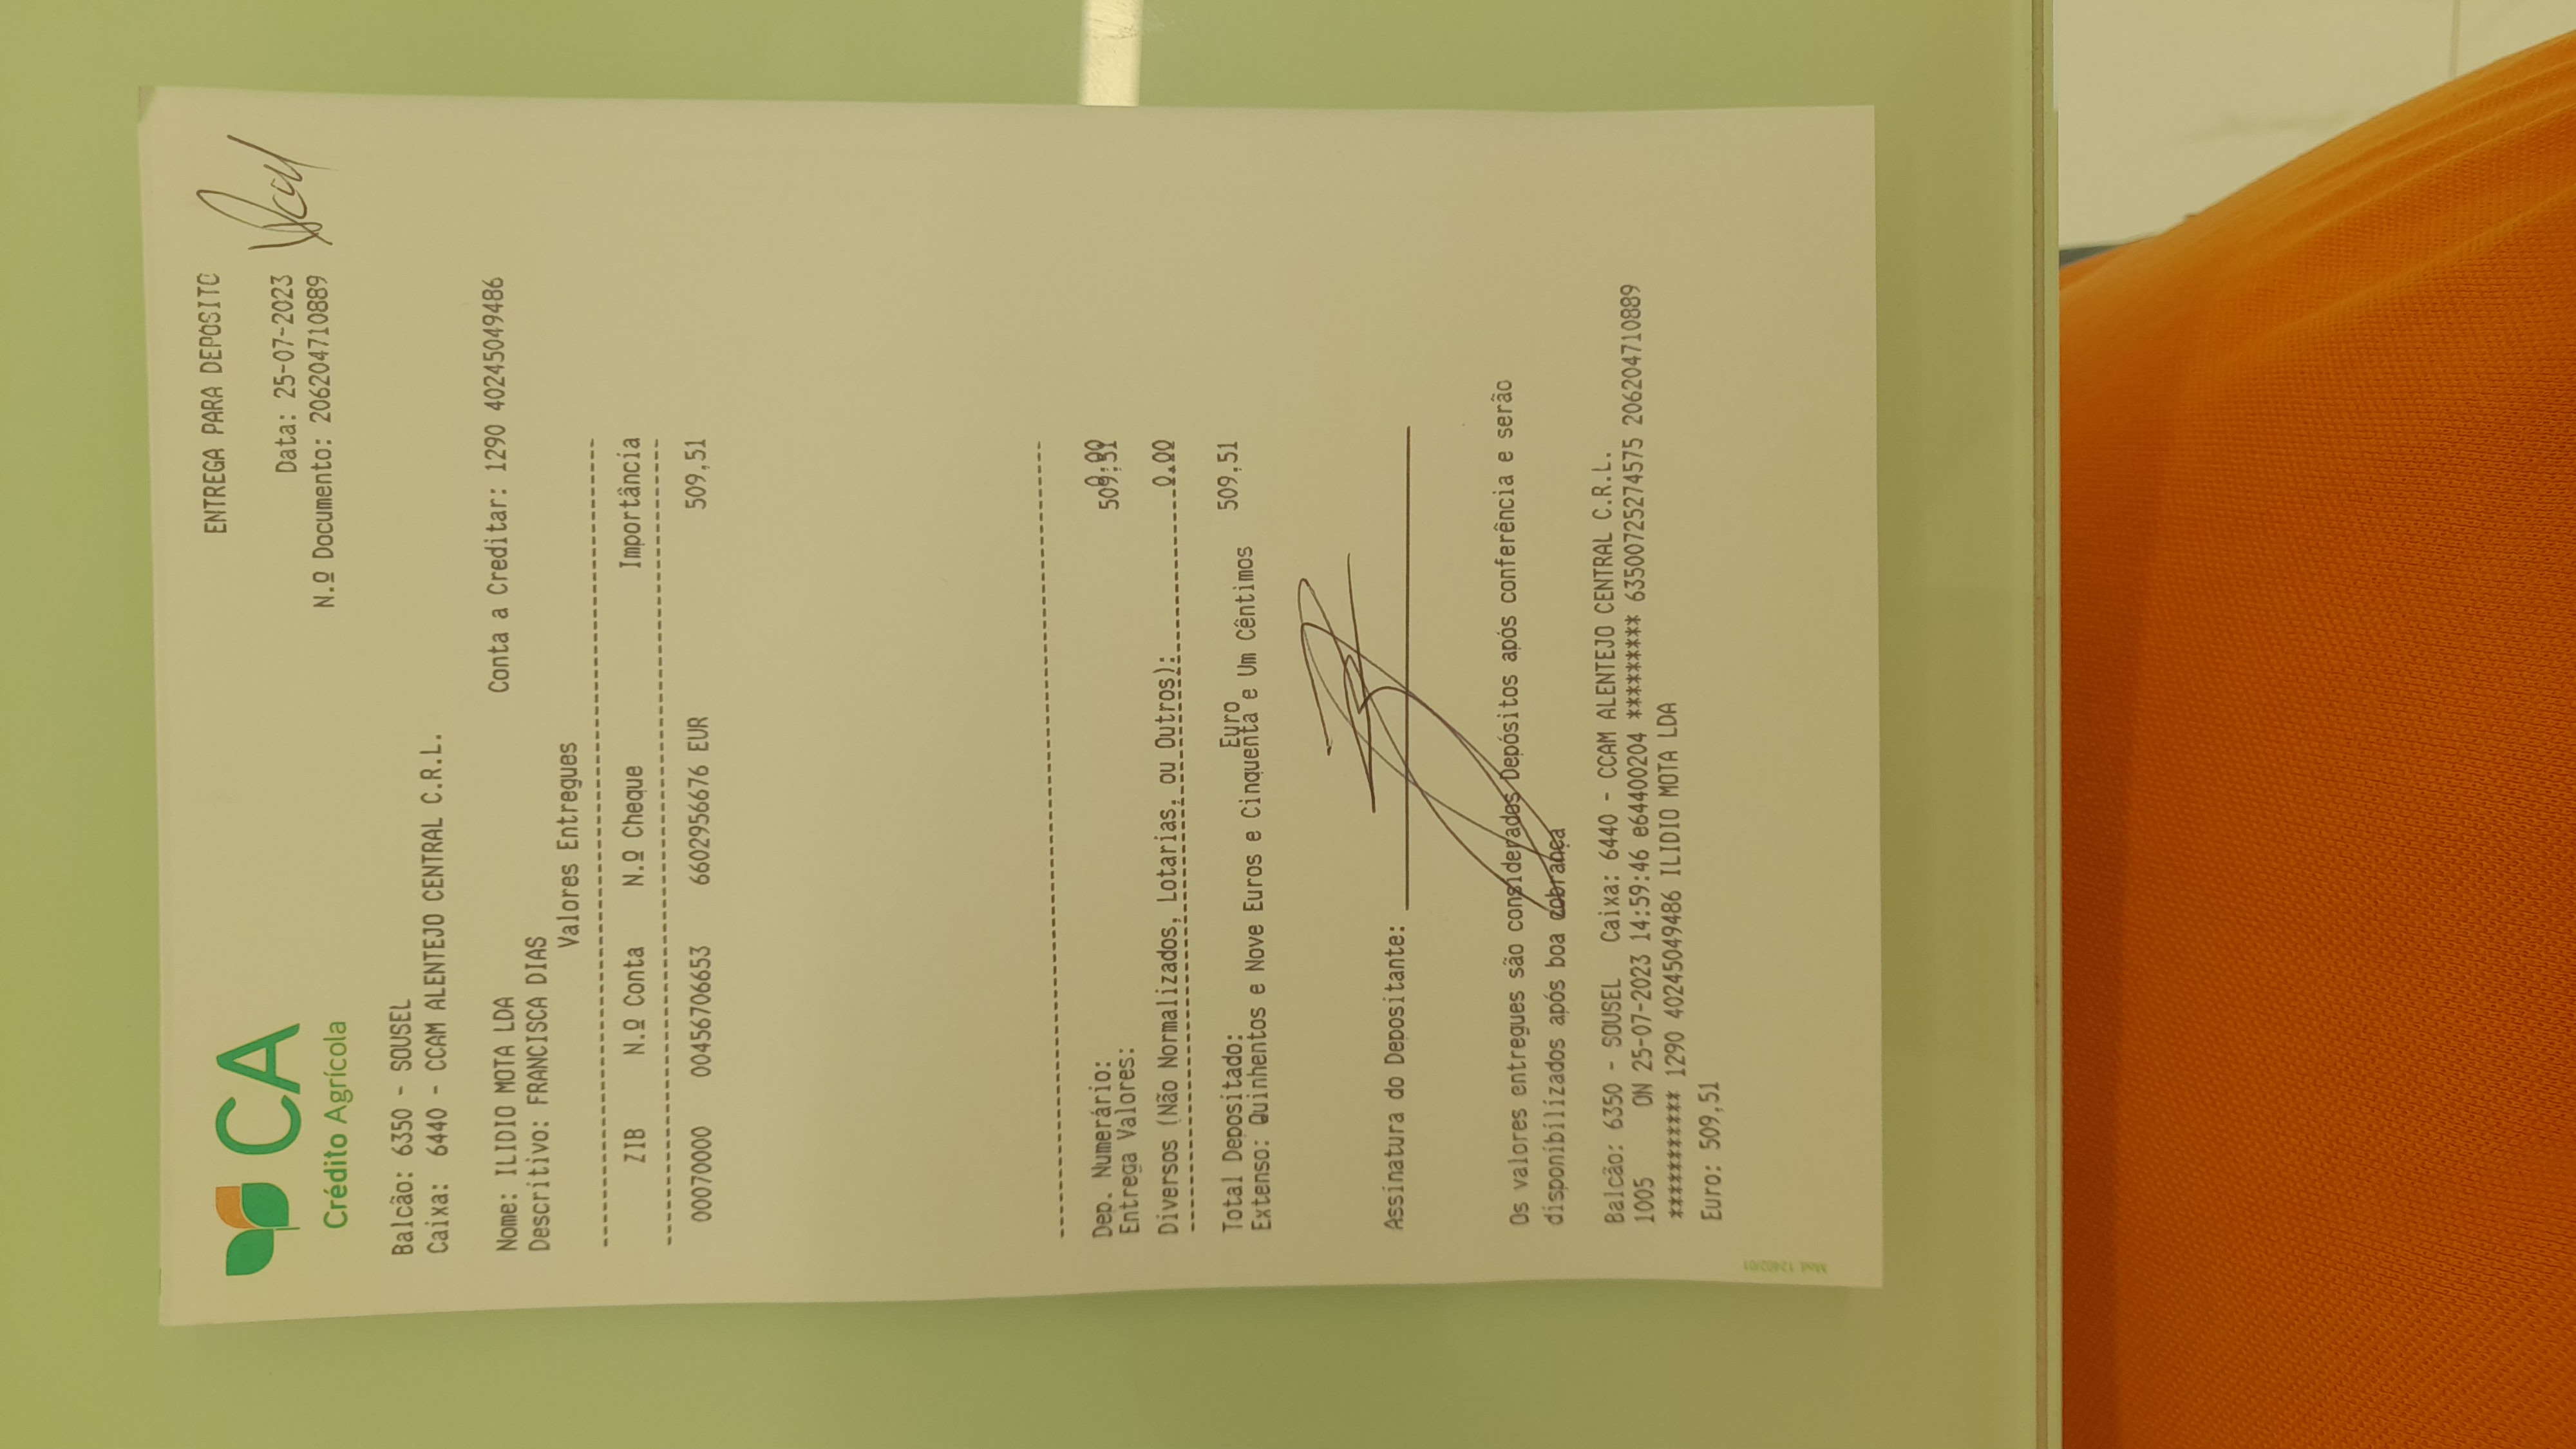 CA
Crédito Agrícola
ENTREGA PARA DEPOSITO
Data: 25-07-2023
N.º Documento: 206204710889
Balcão: 6350 - SOUSEL
Caixa: 6440 - CCAM ALENTEJO CENTRAL C.R.L.
Conta a Creditar: 1290 40245049486
Nome: ILIDIO MOTA LDA
Descritivo: FRANCISCA DIAS
Valores Entregues
ZIB N.º Conta N.º Cheque Importância
00070000 00456706653 6602956676 EUR 509,51
Dep. Numerário: 0,00
Entrega Valores: 509,51
Diversos (Não Normalizados, Lotarias, ou Outros): 0,00
Total Depositado: Euro 509,51
Extenso: Quinhentos e Nove Euros e Cinquenta e Um Cêntimos
Assinatura do Depositante:
Os valores entregues são considerados Depósitos após conferência e serão
disponibilizados após boa cobrança
Balcão: 6350 - SOUSEL Caixa: 6440 - CCAM ALENTEJO CENTRAL C.R.L.
1005 ON 25-07-2023 14:59:46 e64400204 ********* 635007252274575 206204710889
*********** 1290 40245049486 ILIDIO MOTA LDA
Euro: 509,51
Mod. 12402/01